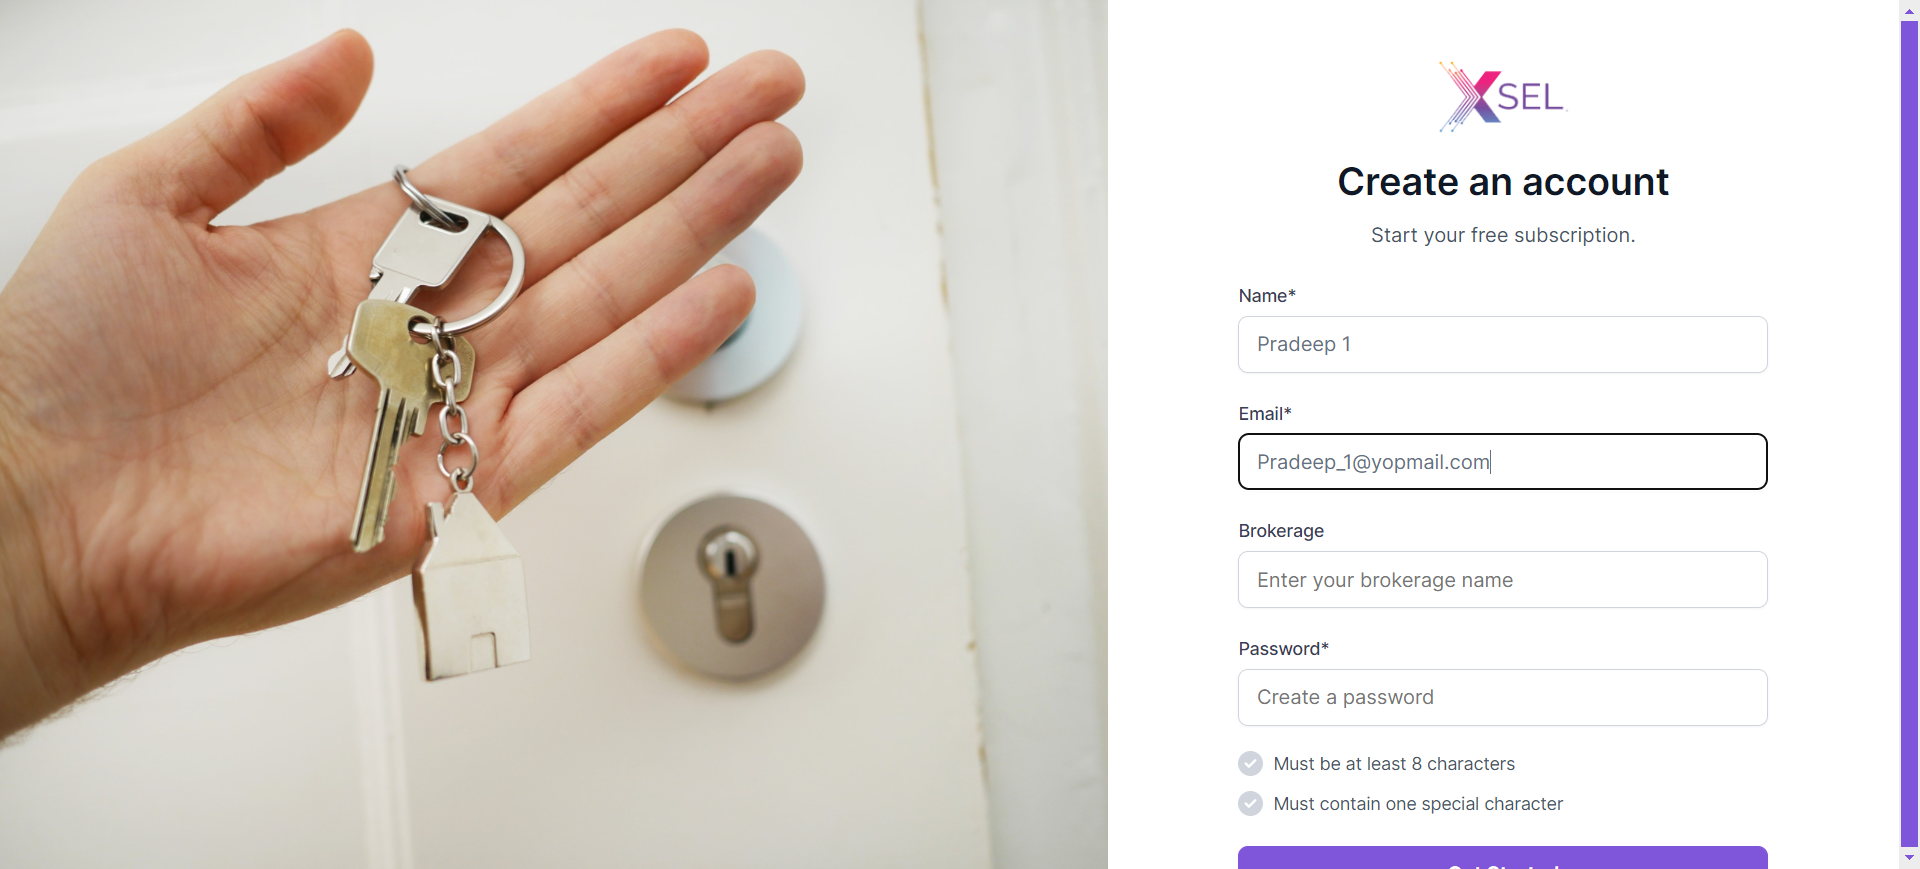 XSEL
Create an account
Start your free subscription.
Name*
Pradeep 1
Email*
Pradeep_1@yopmail.com
Brokerage
Enter your brokerage name
Password*
Create a password
Must be at least 8 characters
Must contain one special character